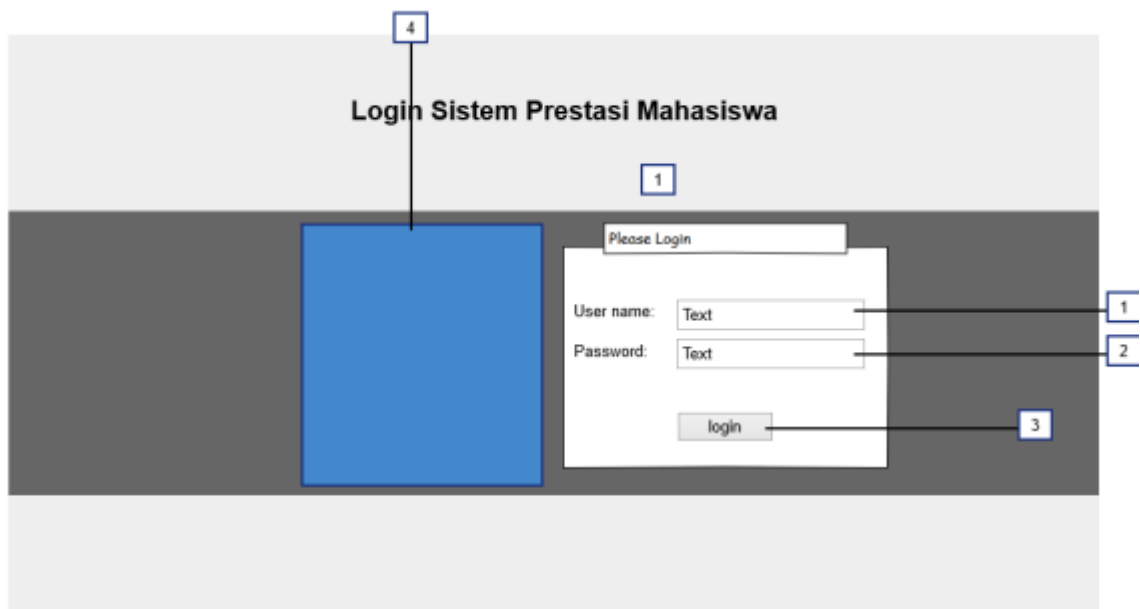 4
Login Sistem Prestasi Mahasiswa
1
Please Login
User name: Text 1
Password: Text 2
login 3